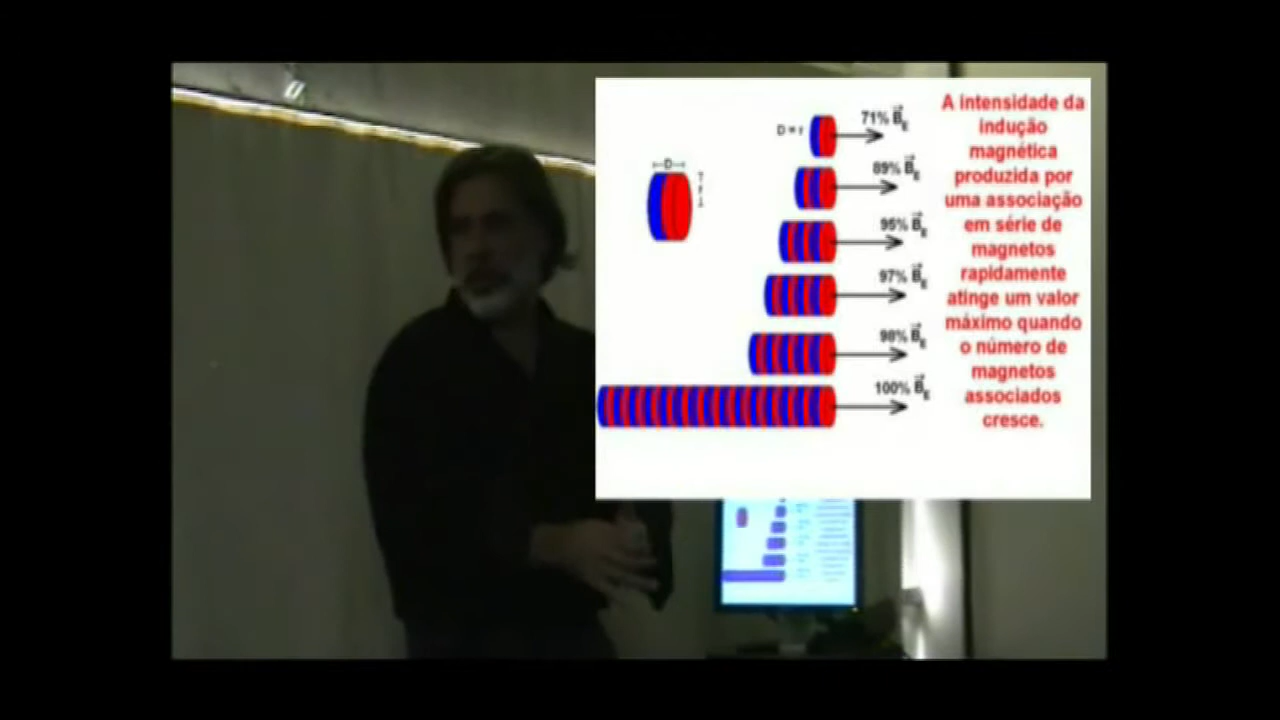 D = r
71% B⃗E
89% B⃗E
95% B⃗E
97% B⃗E
98% B⃗E
100% B⃗E
D
r
A intensidade da
indução
magnética
produzida por
uma associação
em série de
magnetos
rapidamente
atinge um valor
máximo quando
o número de
magnetos
associados
cresce.